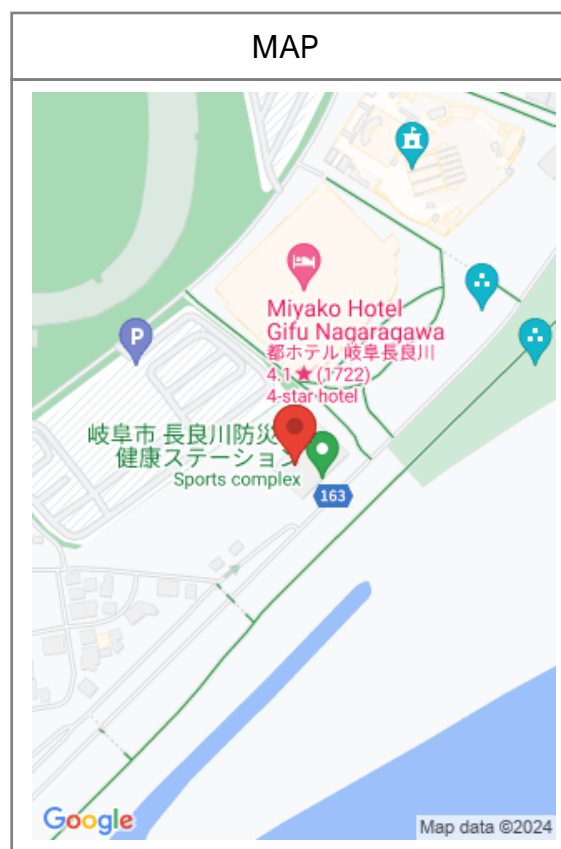 MAP
Miyako Hotel
Gifu Nagaragawa
都ホテル 岐阜長良川
4.1★(1722)
4-star hotel
岐阜市 長良川防災
健康ステーション
Sports complex
163
P
Google
Map data ©2024